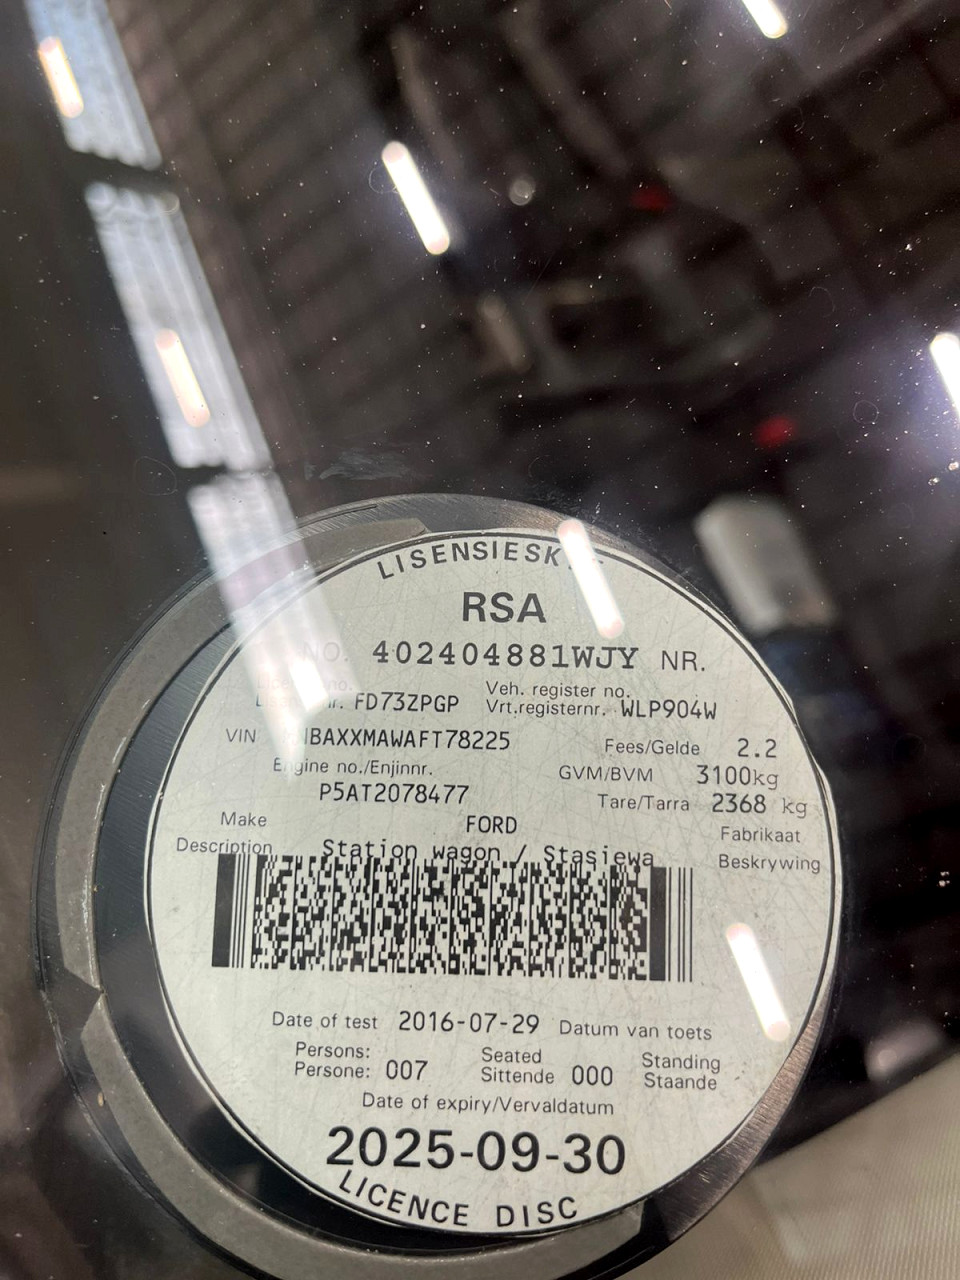 LISENSIESK
RSA
NO. 402404881WJY NR.
Veh. register no.
nr. FD73ZPGP Vrt.registernr. WLP904W
VIN Fees/Gelde 2.2
Engine no./Enjinnr. GVM/BVM 3100kg
P5AT2078477 Tare/Tarra 2368 kg
Make FORD Fabrikaat
Description Station wagon / Stasiewa Beskrywing
Date of test 2016-07-29 Datum van toets
Persons: Seated Standing
Persone: 007 Sittende 000 Staande
Date of expiry/Vervaldatum
2025-09-30
LICENCE DISC